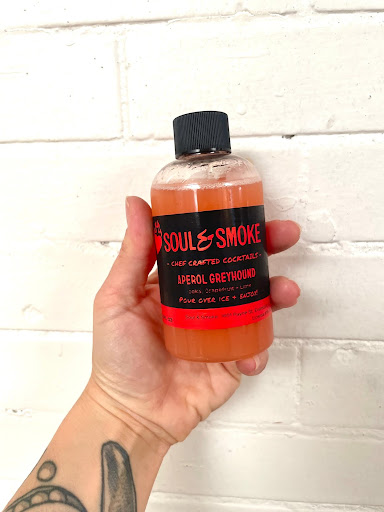 SOUL & SMOKE
- CHEF CRAFTED COCKTAILS -
APEROL GREYHOUND
POUR OVER ICE + ENJOY!